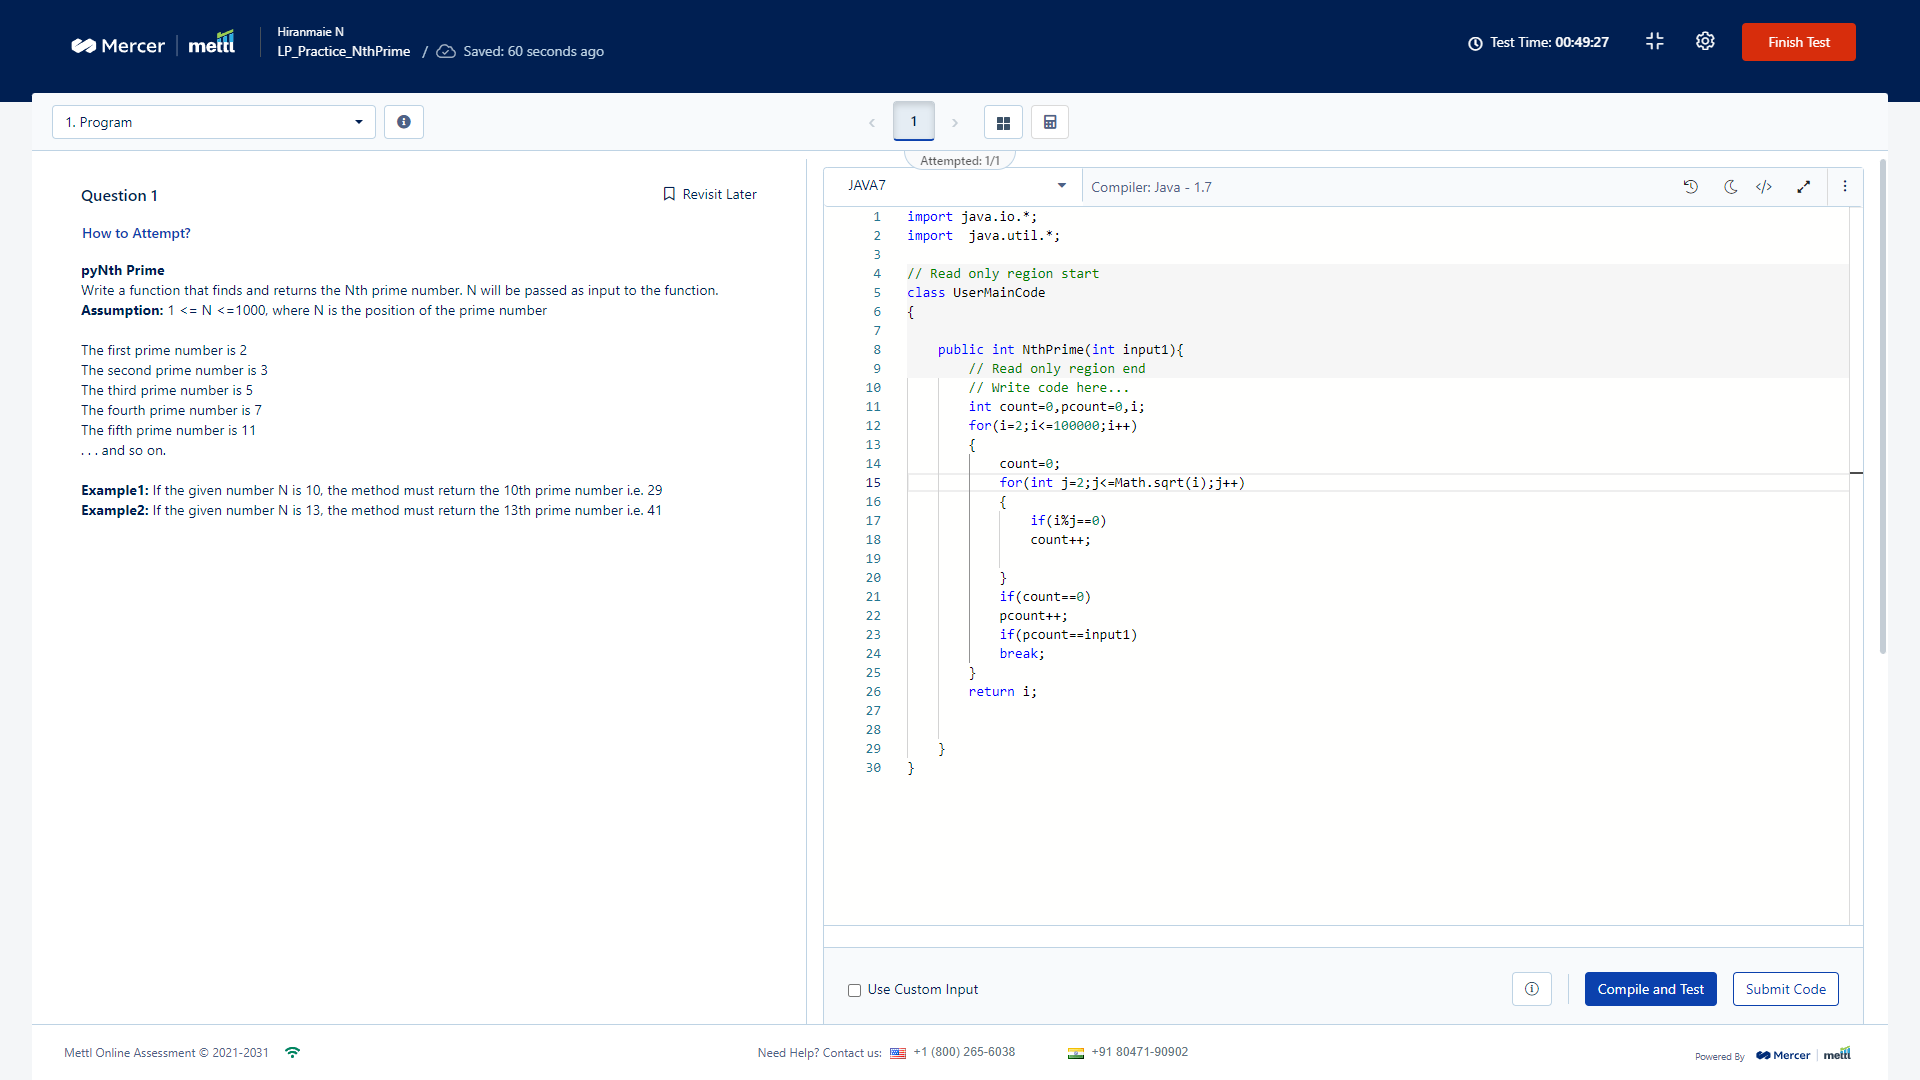 Mercer | mettl
Hiranmaie N
LP_Practice_NthPrime / Saved: 60 seconds ago
Test Time: 00:49:27
Finish Test
1. Program
1
Attempted: 1/1
Question 1
Revisit Later
How to Attempt?
pyNth Prime
Write a function that finds and returns the Nth prime number. N will be passed as input to the function.
Assumption: 1 <= N <=1000, where N is the position of the prime number
The first prime number is 2
The second prime number is 3
The third prime number is 5
The fourth prime number is 7
The fifth prime number is 11
. . . and so on.
Example1: If the given number N is 10, the method must return the 10th prime number i.e. 29
Example2: If the given number N is 13, the method must return the 13th prime number i.e. 41
JAVA7
Compiler: Java - 1.7
1 import java.io.*;
2 import  java.util.*;
3
4 // Read only region start
5 class UserMainCode
6 {
7
8     public int NthPrime(int input1){
9         // Read only region end
10         // Write code here...
11         int count=0,pcount=0,i;
12         for(i=2;i<=100000;i++)
13         {
14             count=0;
15             for(int j=2;j<=Math.sqrt(i);j++)
16             {
17                 if(i%j==0)
18                 count++;
19
20             }
21             if(count==0)
22             pcount++;
23             if(pcount==input1)
24             break;
25         }
26         return i;
27
28
29     }
30 }
Use Custom Input
Compile and Test
Submit Code
Mettl Online Assessment © 2021-2031
Need Help? Contact us: +1 (800) 265-6038
+91 80471-90902
Powered By Mercer | mettl